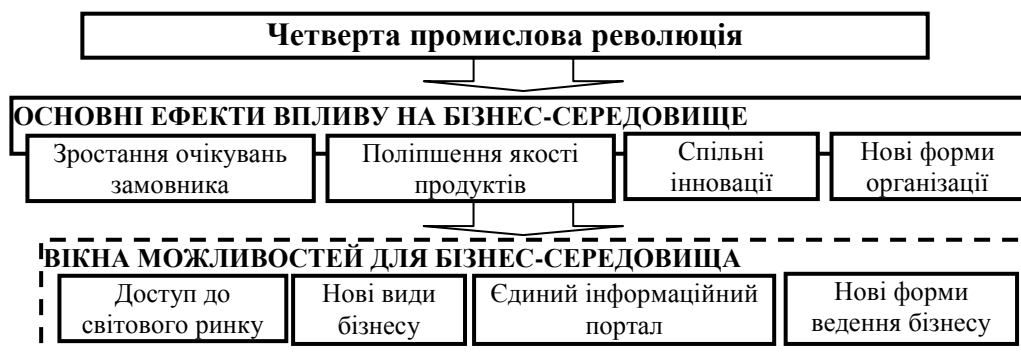 Четверта промислова революція
ОСНОВНІ ЕФЕКТИ ВПЛИВУ НА БІЗНЕС-СЕРЕДОВИЩЕ
Зростання очікувань
замовника
Поліпшення якості
продуктів
Спільні
інновації
Нові форми
організації
ВІКНА МОЖЛИВОСТЕЙ ДЛЯ БІЗНЕС-СЕРЕДОВИЩА
Доступ до
світового ринку
Нові види
бізнесу
Єдиний інформаційний
портал
Нові форми
ведення бізнесу